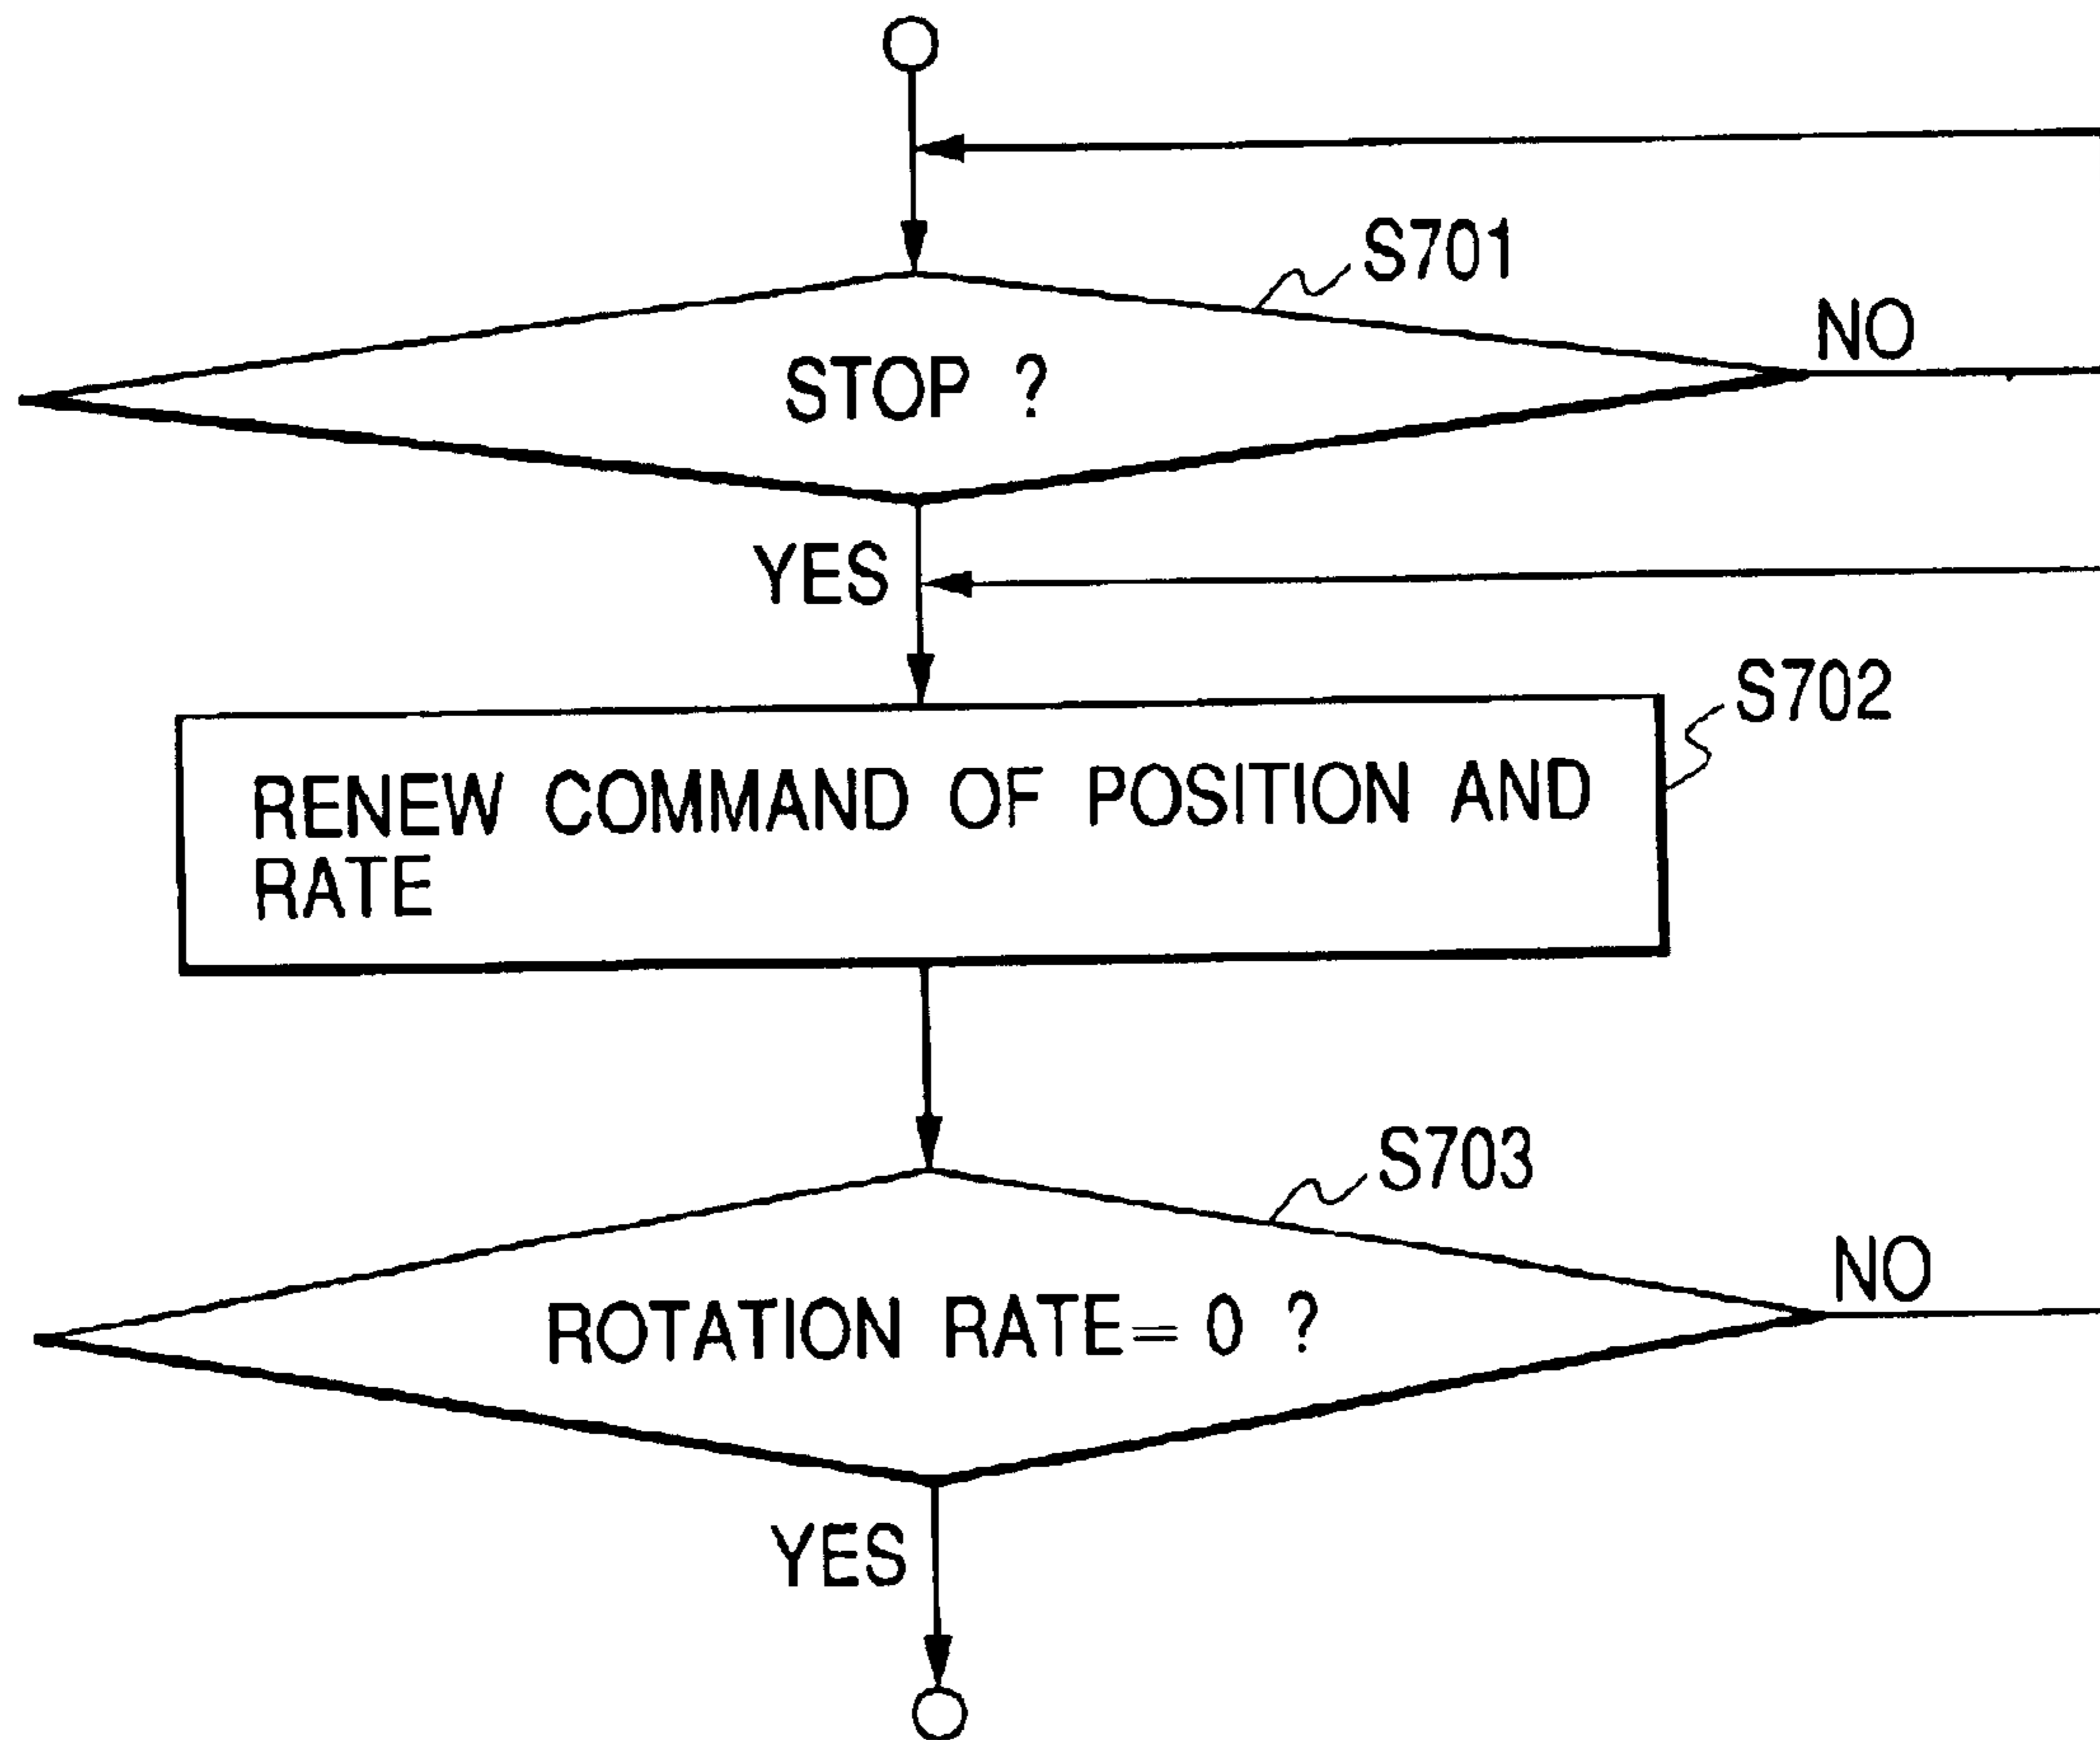 S701
NO
STOP ?
YES
S702
RENEW COMMAND OF POSITION AND
RATE
S703
NO
ROTATION RATE= 0 ?
YES